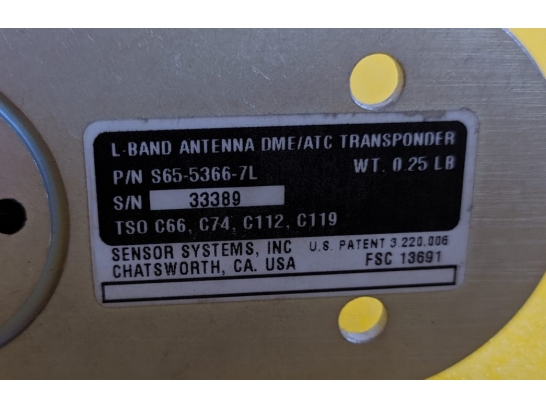 L-BAND ANTENNA DME/ATC TRANSPONDER
P/N S65-5366-7L WT. 0.25 LB
S/N 33389
TSO C66, C74, C112, C119
SENSOR SYSTEMS, INC U.S. PATENT 3,220,006
CHATSWORTH, CA. USA FSC 13691